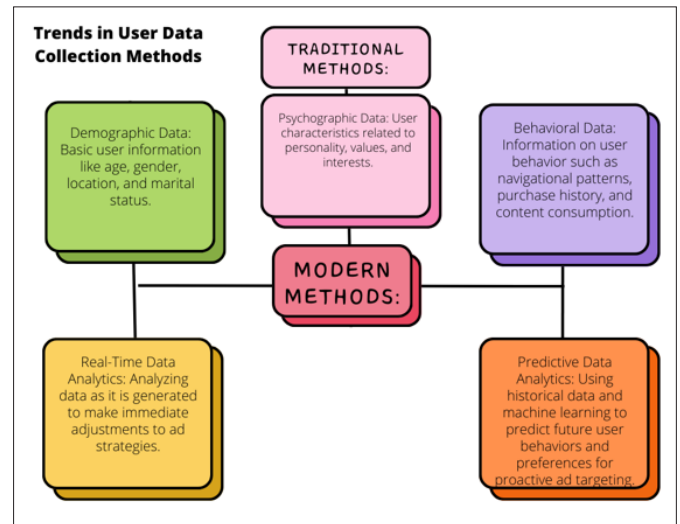 Trends in User Data
Collection Methods
TRADITIONAL
METHODS:
Demographic Data:
Basic user information
like age, gender,
location, and marital
status.
Psychographic Data: User
characteristics related to
personality, values, and
interests.
Behavioral Data:
Information on user
behavior such as
navigational patterns,
purchase history, and
content consumption.
MODERN
METHODS:
Real-Time Data
Analytics: Analyzing
data as it is generated
to make immediate
adjustments to ad
strategies.
Predictive Data
Analytics: Using
historical data and
machine learning to
predict future user
behaviors and
preferences for
proactive ad targeting.